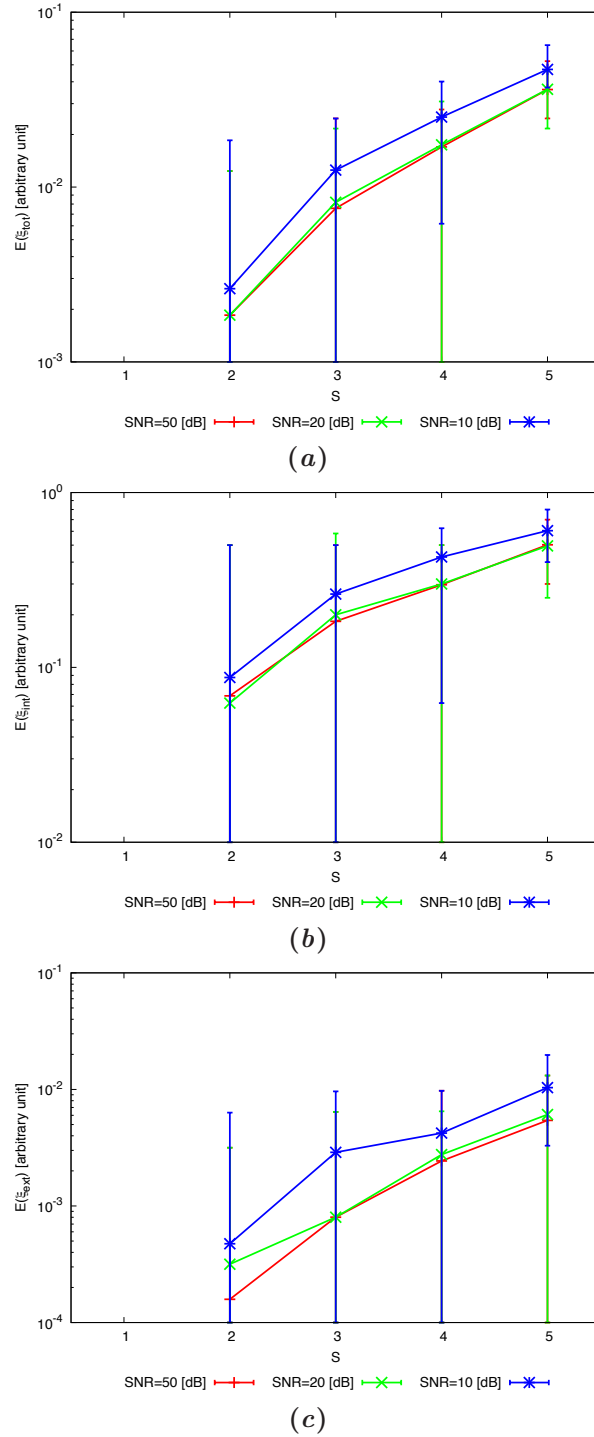 10^-1
10^-2
10^-3
E(ξ_tot) [arbitrary unit]
1 2 3 4 5
S
SNR=50 [dB] SNR=20 [dB] SNR=10 [dB]
(a)
10^0
10^-1
10^-2
E(ξ_int) [arbitrary unit]
1 2 3 4 5
S
SNR=50 [dB] SNR=20 [dB] SNR=10 [dB]
(b)
10^-1
10^-2
10^-3
10^-4
E(ξ_ext) [arbitrary unit]
1 2 3 4 5
S
SNR=50 [dB] SNR=20 [dB] SNR=10 [dB]
(c)